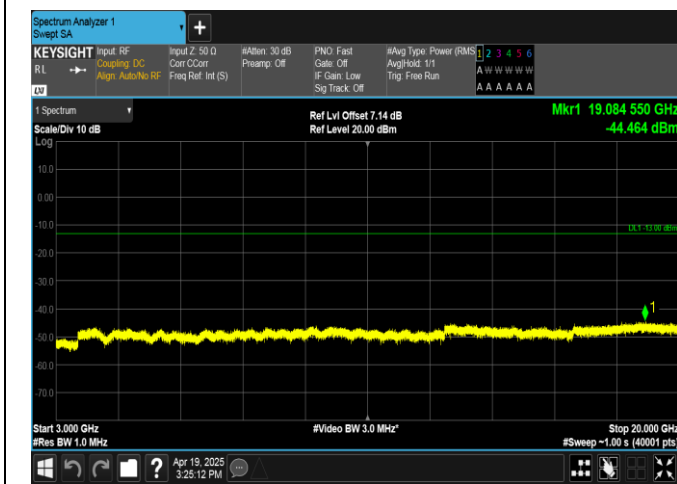 Spectrum Analyzer 1
Swept SA
+
KEYSIGHT
RL
LXI
Input: RF
Coupling: DC
Align: Auto/No RF
Input Z: 50 Ω
Corr CCorr
Freq Ref: Int (S)
#Atten: 30 dB
Preamp: Off
PNO: Fast
Gate: Off
IF Gain: Low
Sig Track: Off
#Avg Type: Power (RMS
Avg|Hold: 1/1
Trig: Free Run
1 2 3 4 5 6
A W W W W W
A A A A A A
1 Spectrum
Scale/Div 10 dB
Log
Ref Lvl Offset 7.14 dB
Ref Level 20.00 dBm
Mkr1 19.084 550 GHz
-44.464 dBm
10.0
0.00
-10.0
DL1 -13.00 dBm
-20.0
-30.0
-40.0
1
-50.0
-60.0
-70.0
Start 3.000 GHz
#Res BW 1.0 MHz
#Video BW 3.0 MHz*
Stop 20.000 GHz
#Sweep ~1.00 s (40001 pts)
?
Apr 19, 2025
3:25:12 PM